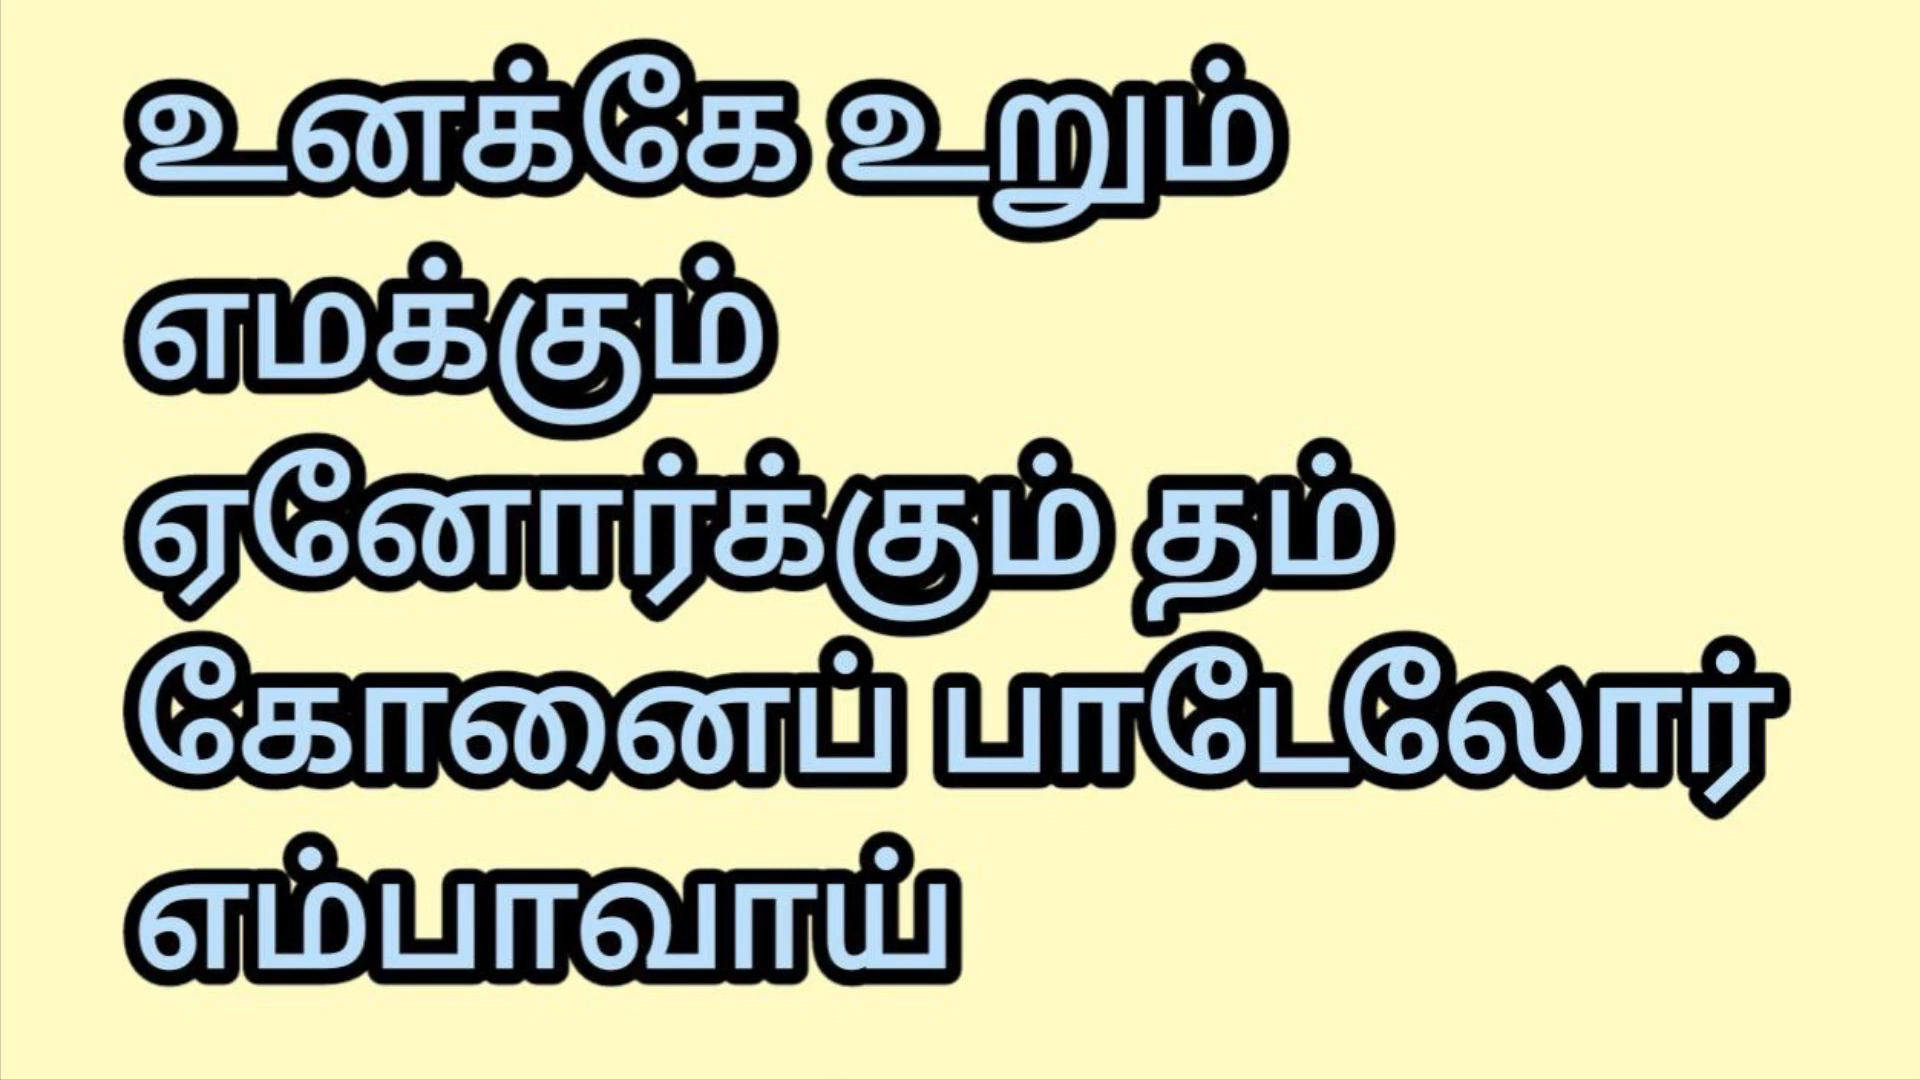 உனக்கே உறும்
எமக்கும்
ஏனோர்க்கும் தம்
கோனைப் பாடேலோர்
எம்பாவாய்